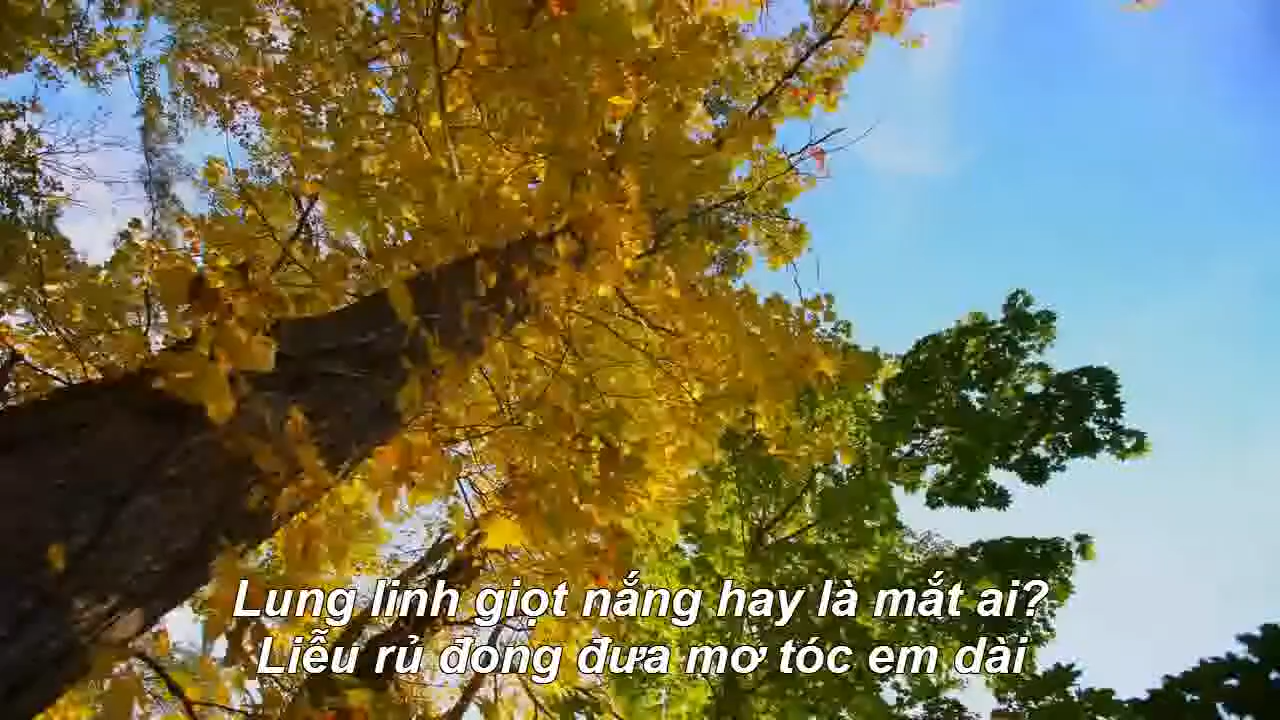 Lung linh giọt nắng hay là mắt ai?
Liễu rủ đong đưa mơ tóc em dài